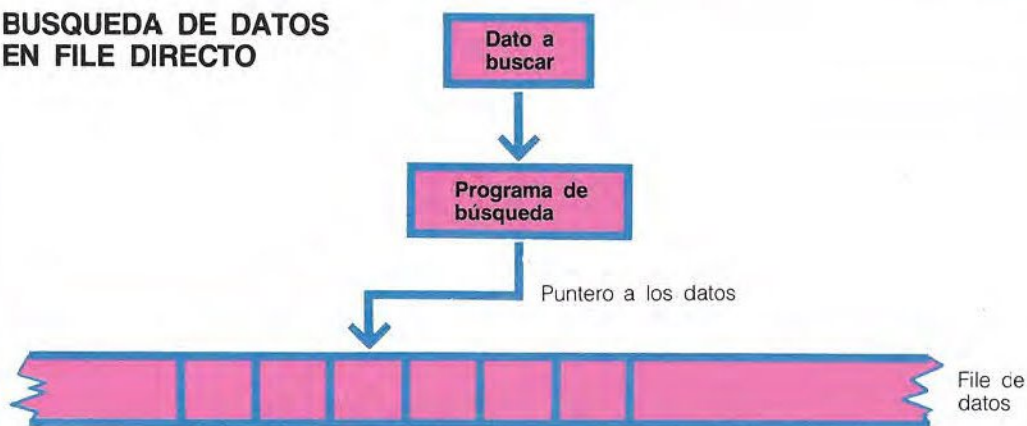 BUSQUEDA DE DATOS
EN FILE DIRECTO
Dato a
buscar
Programa de
búsqueda
Puntero a los datos
File de
datos